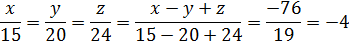 x/15 = y/20 = z/24 = (x − y + z)/(15 − 20 + 24) = −76/19 = −4